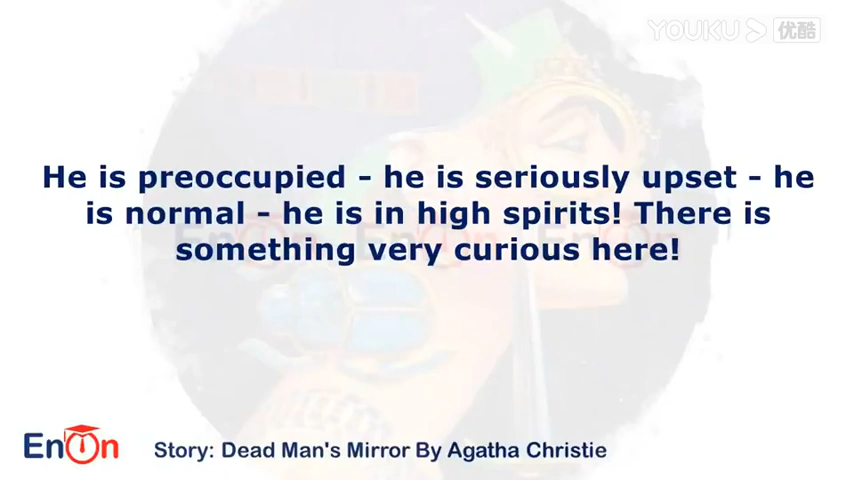 YOUKU 优酷
He is preoccupied - he is seriously upset - he
is normal - he is in high spirits! There is
something very curious here!
EnOn
Story: Dead Man's Mirror By Agatha Christie